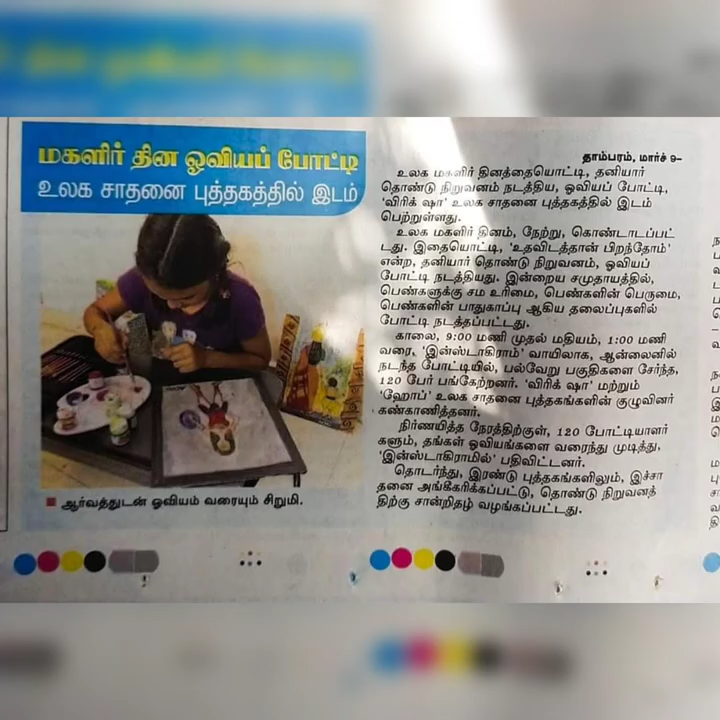 மகளிர் தின ஓவியப் போட்டி
உலக சாதனை புத்தகத்தில் இடம்
ஆர்வத்துடன் ஓவியம் வரையும் சிறுமி.
தாம்பரம், மார்ச் 9–
உலக மகளிர் தினத்தையொட்டி, தனியார்
தொண்டு நிறுவனம் நடத்திய, ஓவியப் போட்டி,
'விரிக் ஷா' உலக சாதனை புத்தகத்தில் இடம்
பெற்றுள்ளது.
உலக மகளிர் தினம், நேற்று, கொண்டாடப்பட்
டது. இதையொட்டி, 'உதவிடத்தான் பிறந்தோம்'
என்ற, தனியார் தொண்டு நிறுவனம், ஓவியப்
போட்டி நடத்தியது. இன்றைய சமுதாயத்தில்,
பெண்களுக்கு சம உரிமை, பெண்களின் பெருமை,
பெண்களின் பாதுகாப்பு ஆகிய தலைப்புகளில்
போட்டி நடத்தப்பட்டது.
காலை, 9:00 மணி முதல் மதியம், 1:00 மணி
வரை, 'இன்ஸ்டாகிராம்' வாயிலாக, ஆன்லைனில்
நடந்த போட்டியில், பல்வேறு பகுதிகளை சேர்ந்த,
120 பேர் பங்கேற்றனர். 'விரிக் ஷா' மற்றும்
'ஹோப்' உலக சாதனை புத்தகங்களின் குழுவினர்
கண்காணித்தனர்.
நிர்ணயித்த நேரத்திற்குள், 120 போட்டியாளர்
களும், தங்கள் ஓவியங்களை வரைந்து முடித்து,
'இன்ஸ்டாகிராமில்' பதிவிட்டனர்.
தொடர்ந்து, இரண்டு புத்தகங்களிலும், இச்சா
தனை அங்கீகரிக்கப்பட்டு, தொண்டு நிறுவனத்
திற்கு சான்றிதழ் வழங்கப்பட்டது.